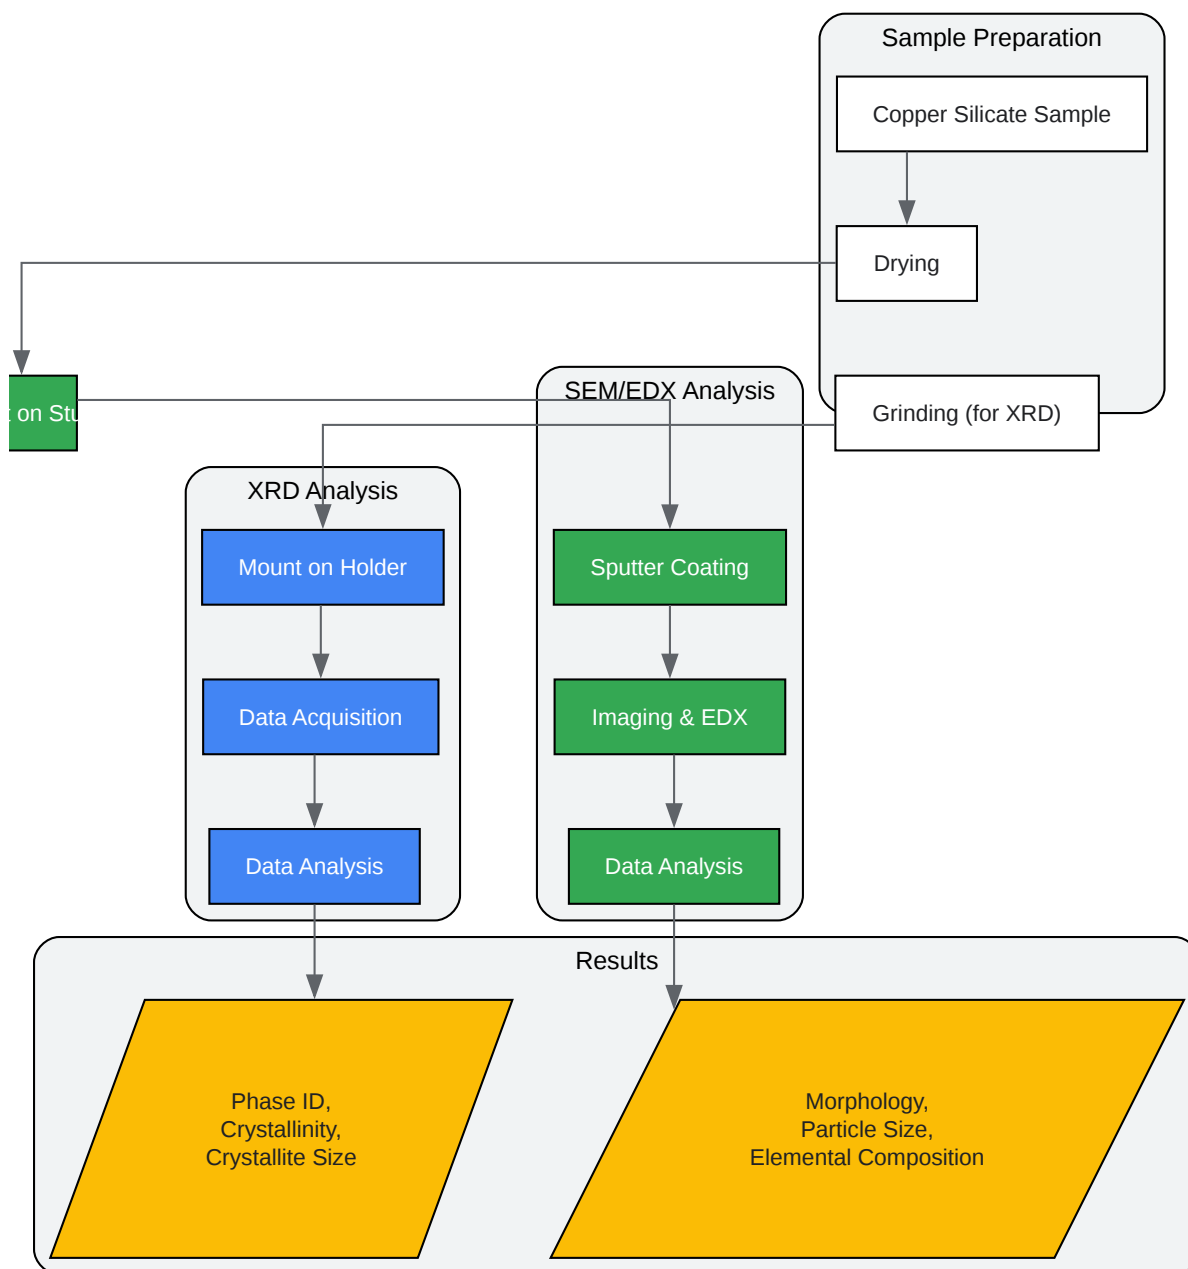 Sample Preparation
Copper Silicate Sample
Drying
SEM/EDX Analysis
on
Grinding (for XRD)
XRD Analysis
Mount on Holder
Sputter Coating
Data Acquisition
Imaging & EDX
Data Analysis
Data Analysis
Results
Phase ID,
Crystallinity,
Crystallite Size
Morphology,
Particle Size,
Elemental Composition